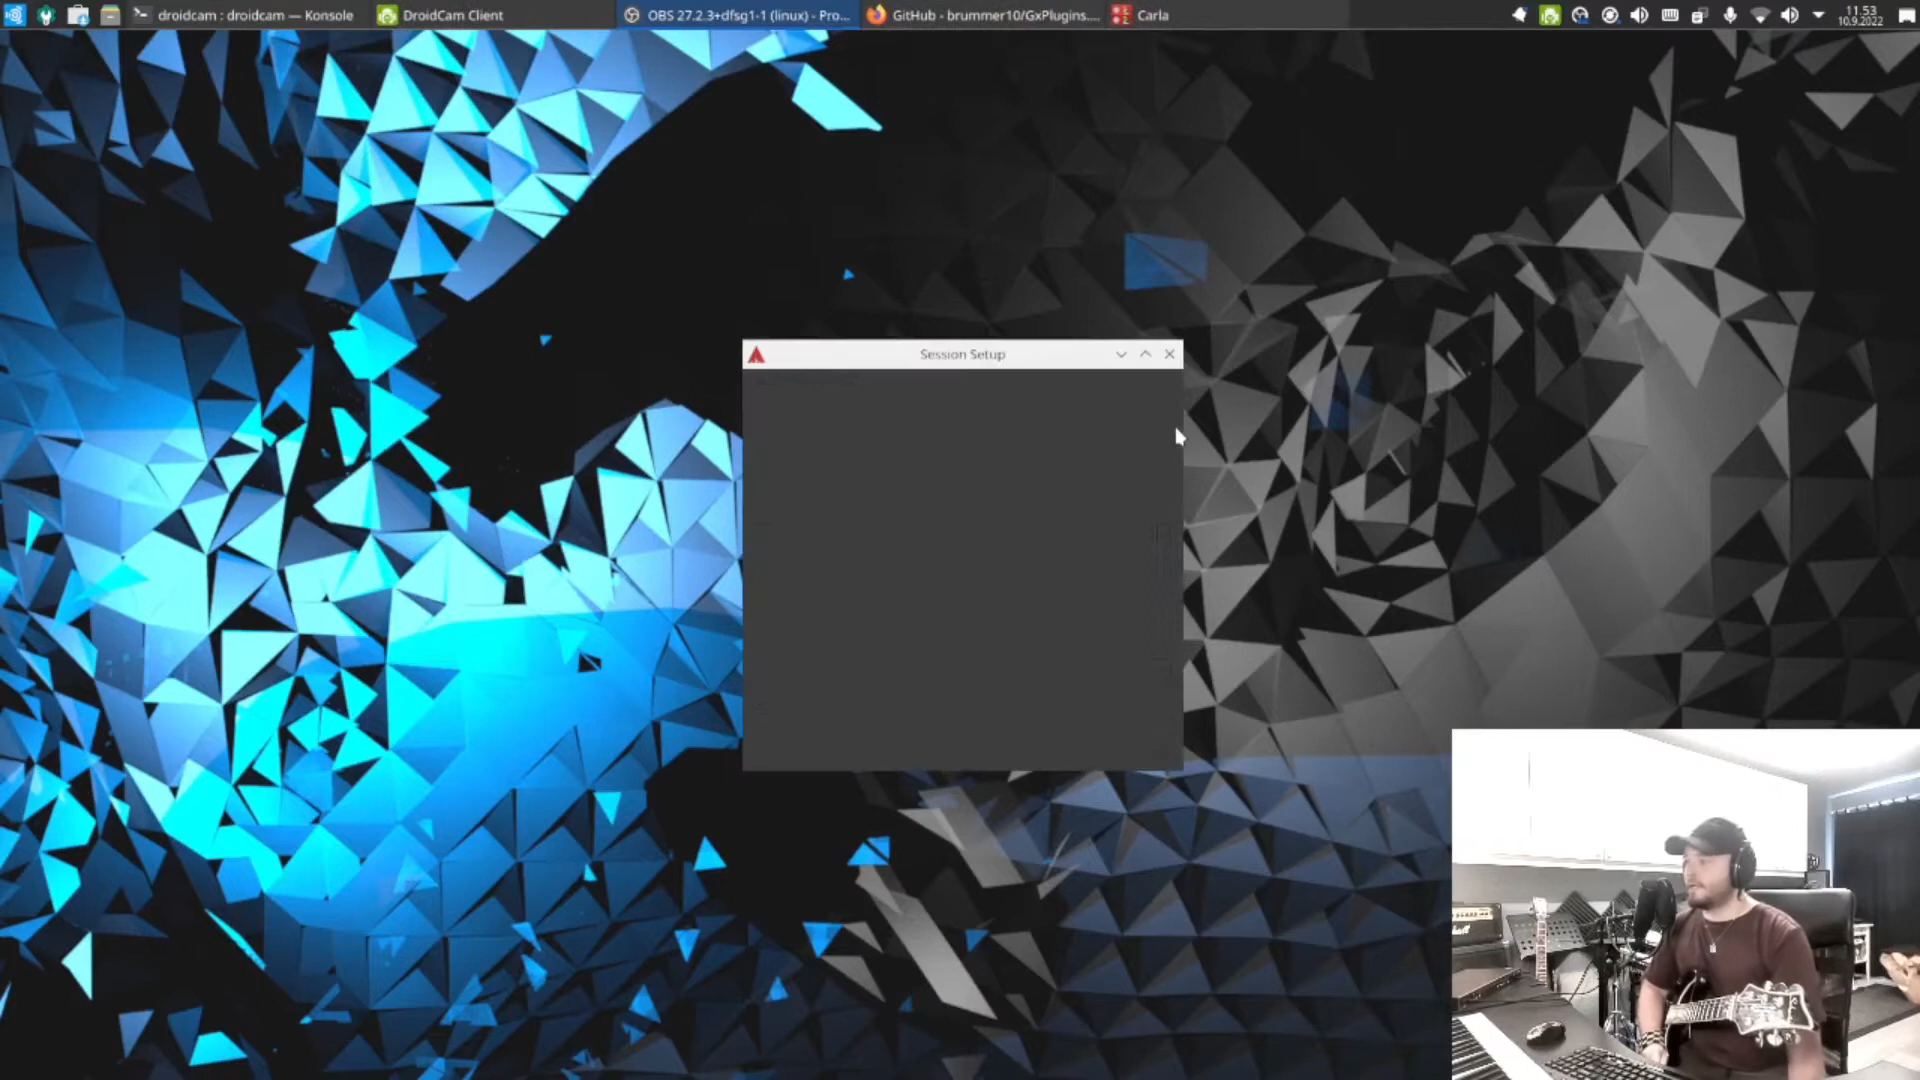 droidcam : droidcam — Konsole
DroidCam Client
OBS 27.2.3+dfsg1-1 (linux) - Pro...
GitHub - brummer10/GxPlugins....
Carla
11.53
10.9.2022
Session Setup